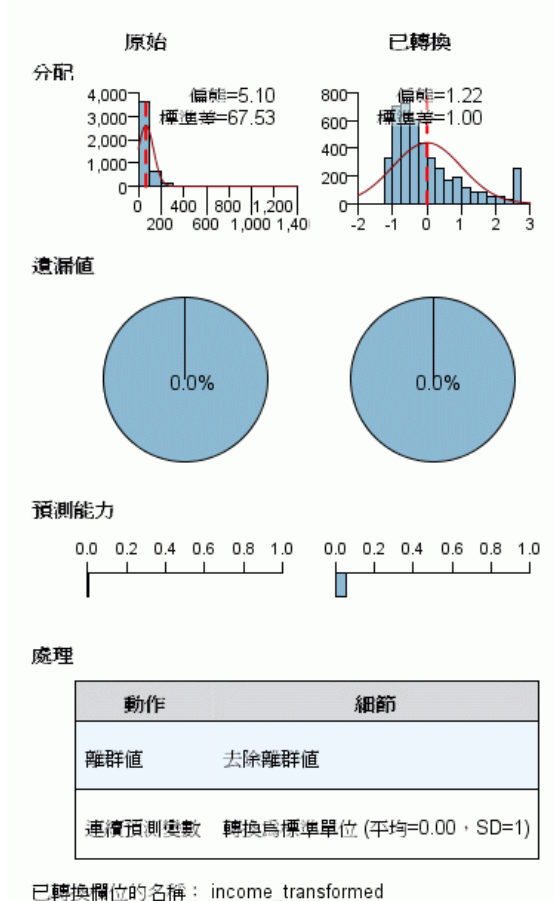 原始 已轉換
分配
4,000 偏態=5.10 800 偏態=1.22
3,000 標準差=67.53 標準差=1.00
2,000 600
1,000 400
0 200
0
0 400 800 1,200 -2 -1 0 1 2 3
200 600 1,000 1,40
遺漏值
0.0% 0.0%
預測能力
0.0 0.2 0.4 0.6 0.8 1.0 0.0 0.2 0.4 0.6 0.8 1.0
處理
動作 細節
離群值 去除離群值
連續預測變數 轉換為標準單位 (平均=0.00,SD=1)
已轉換欄位的名稱: income_transformed